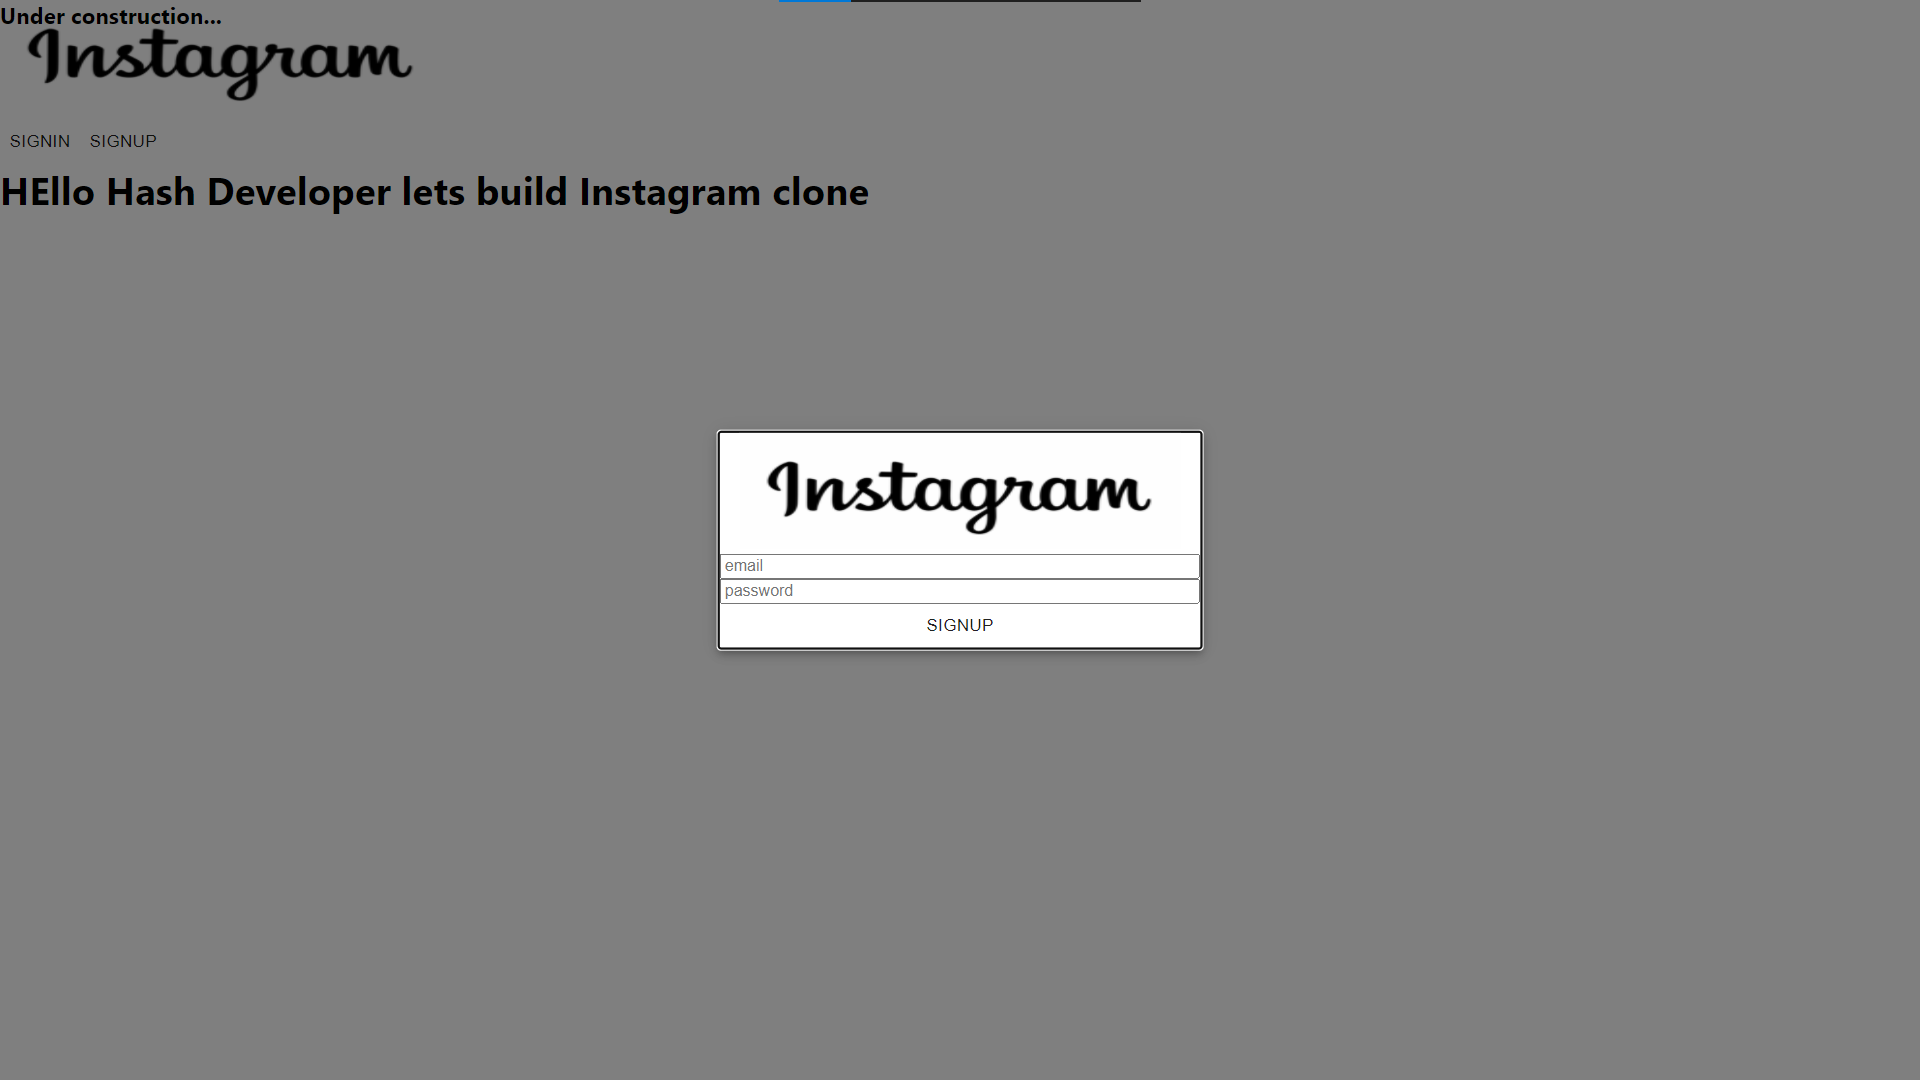 Under construction...
Instagram
SIGNIN SIGNUP
HEllo Hash Developer lets build Instagram clone
Instagram
email
password
SIGNUP